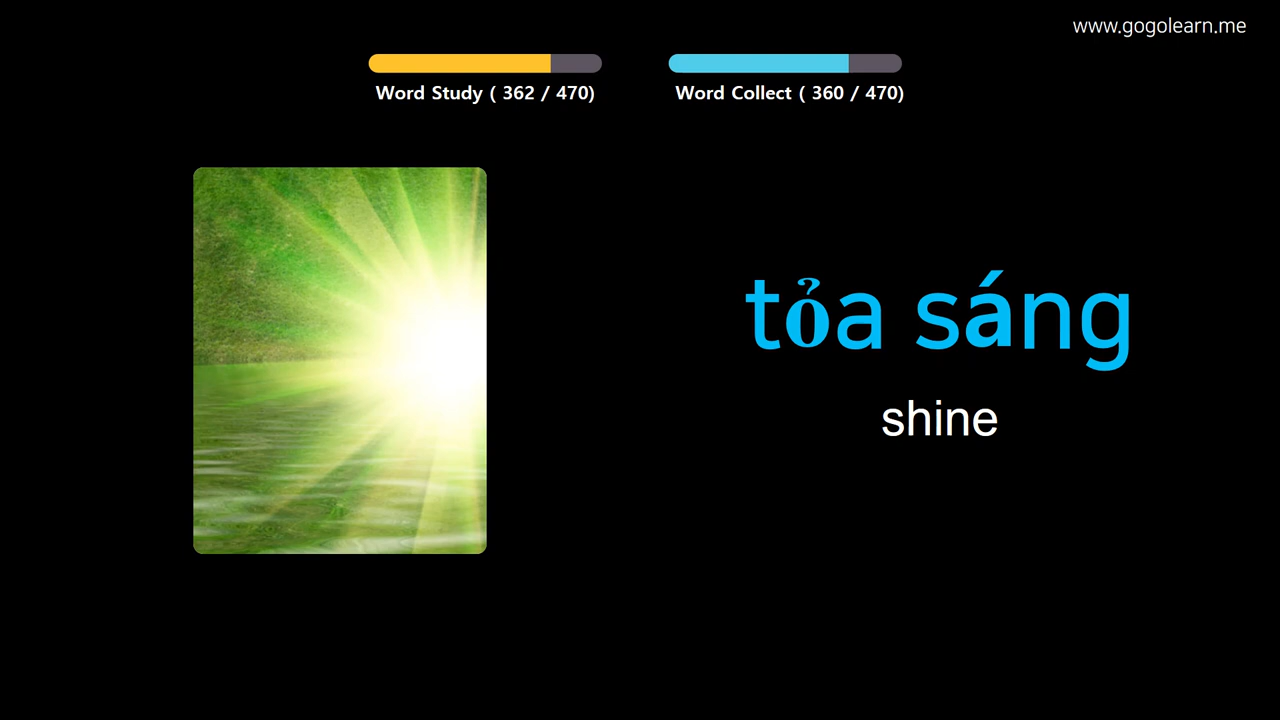 www.gogolearn.me
Word Study ( 362 / 470)
Word Collect ( 360 / 470)
tỏa sáng
shine